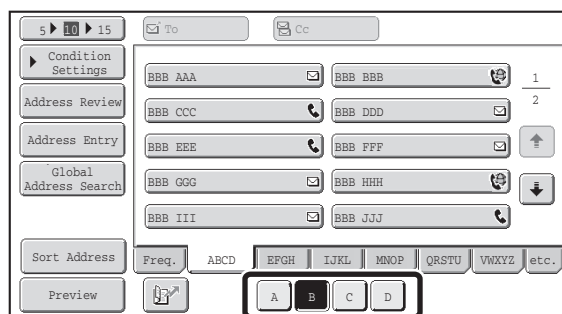 5 10 15
To
Cc
Condition
Settings
Address Review
Address Entry
Global
Address Search
Sort Address
Preview
BBB AAA
BBB BBB
BBB CCC
BBB DDD
BBB EEE
BBB FFF
BBB GGG
BBB HHH
BBB III
BBB JJJ
1
2
Freq.
ABCD
EFGH
IJKL
MNOP
QRSTU
VWXYZ
etc.
A
B
C
D